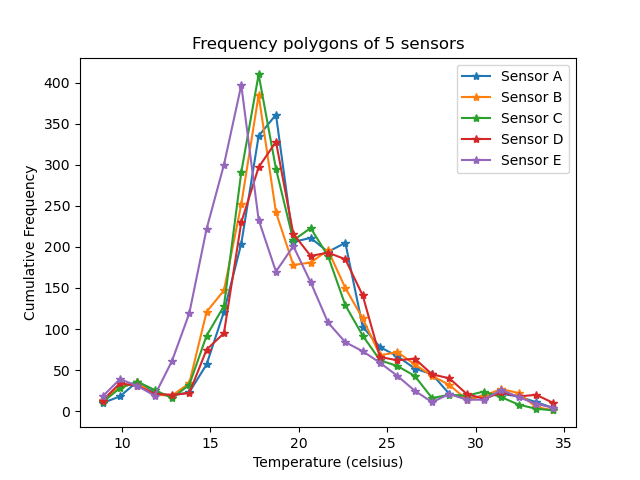 Frequency polygons of 5 sensors
Sensor A
Sensor B
Sensor C
Sensor D
Sensor E
Cumulative Frequency
400
350
300
250
200
150
100
50
0
10 15 20 25 30 35
Temperature (celsius)